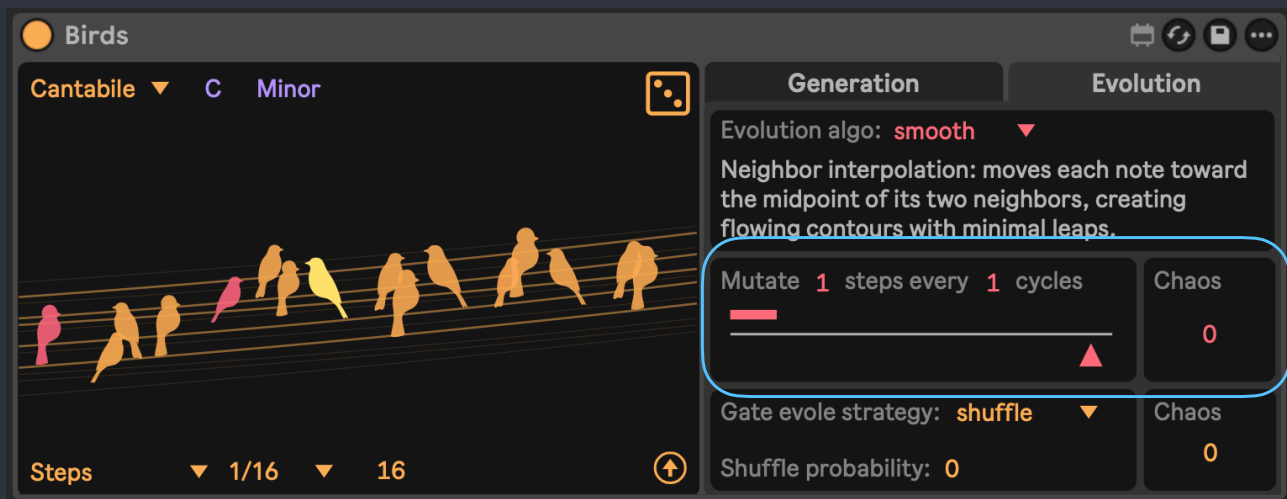 Birds
Cantabile C Minor
Steps 1/16 16
Generation Evolution
Evolution algo: smooth
Neighbor interpolation: moves each note toward
the midpoint of its two neighbors, creating
flowing contours with minimal leaps.
Mutate 1 steps every 1 cycles
Chaos
0
Gate evole strategy: shuffle
Shuffle probability: 0
Chaos
0